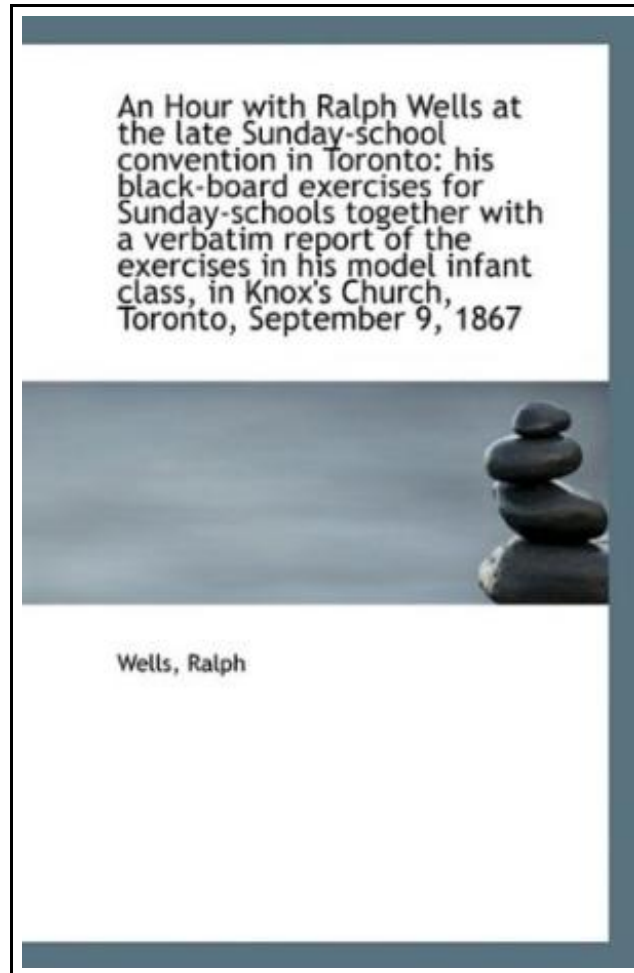 An Hour with Ralph Wells at
the late Sunday-school
convention in Toronto: his
black-board exercises for
Sunday-schools together with
a verbatim report of the
exercises in his model infant
class, in Knox's Church,
Toronto, September 9, 1867
Wells, Ralph